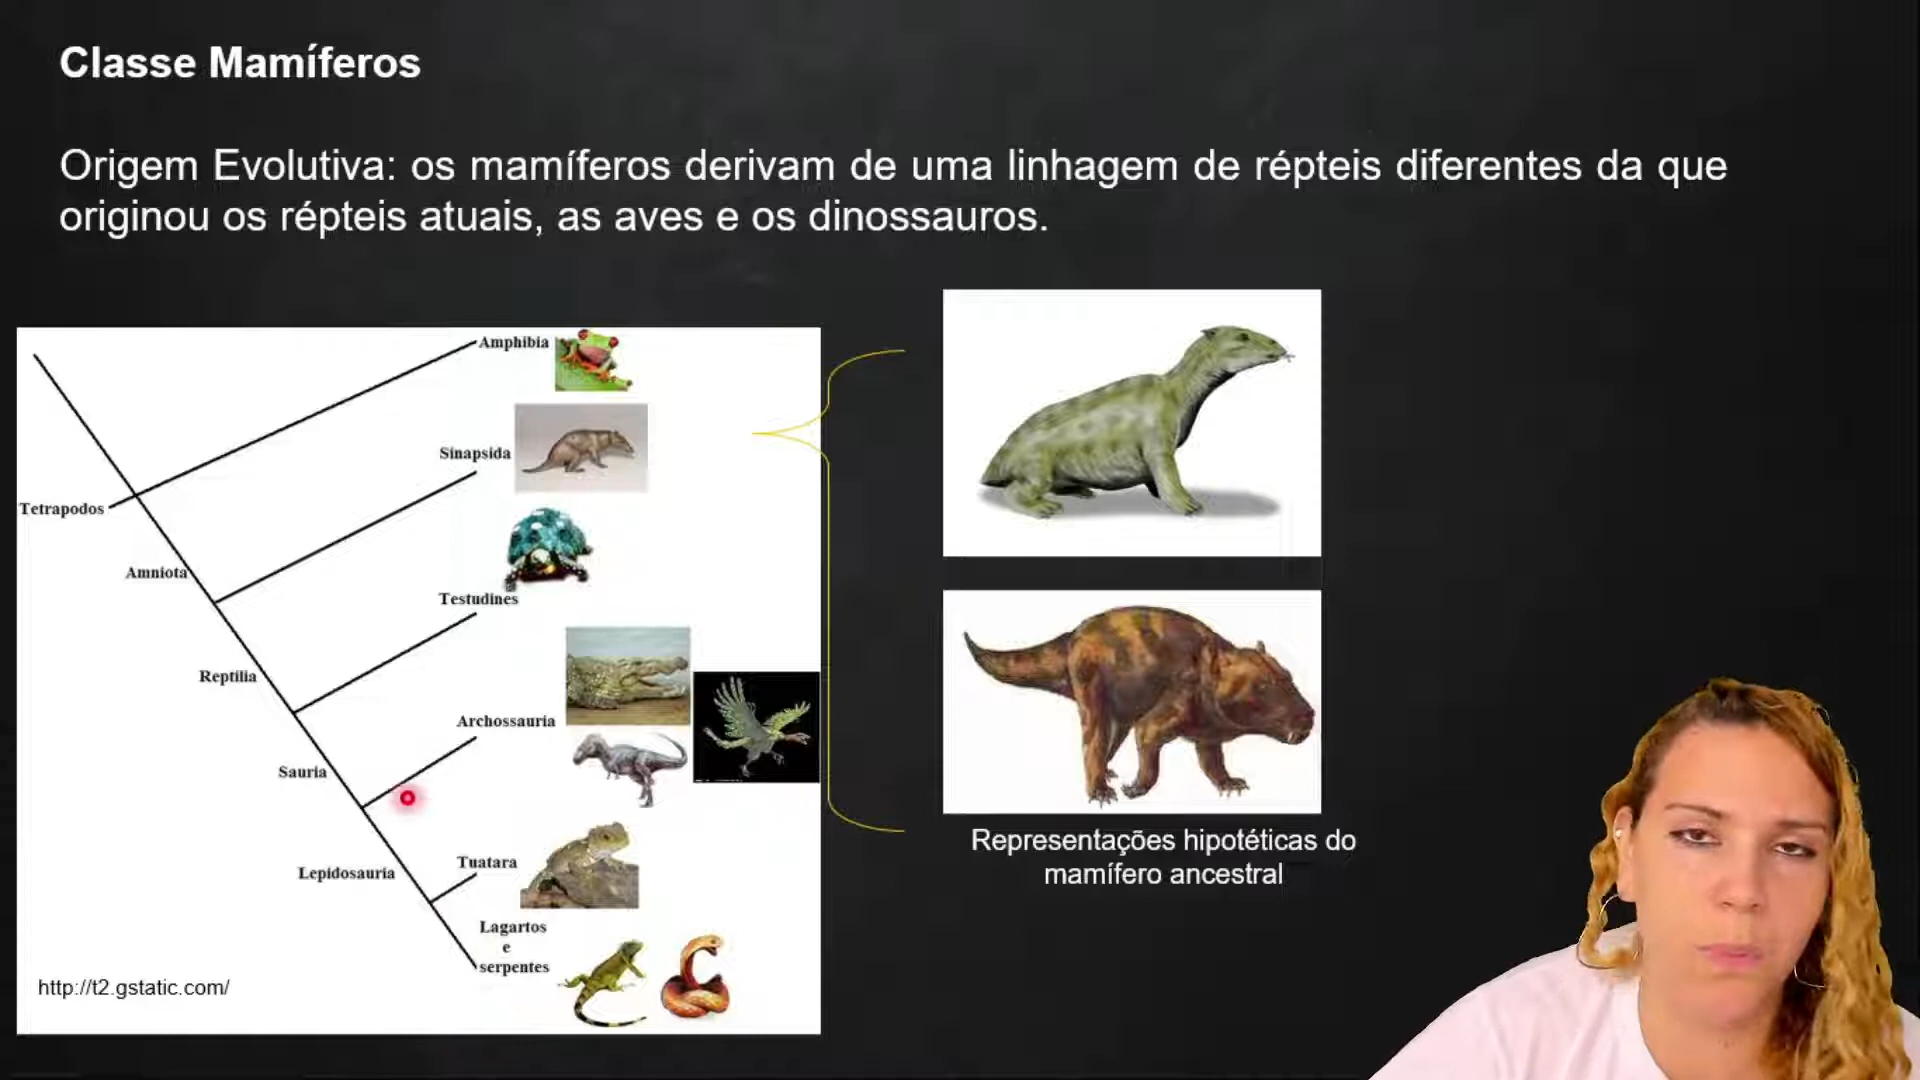 Classe Mamíferos
Origem Evolutiva: os mamíferos derivam de uma linhagem de répteis diferentes da que
originou os répteis atuais, as aves e os dinossauros.
Amphibia
Sinapsida
Tetrapodos
Amniota
Testudines
Reptilia
Archossauria
Sauria
Tuatara
Lepidosauria
Lagartos
e
serpentes
http://t2.gstatic.com/
Representações hipotéticas do
mamífero ancestral